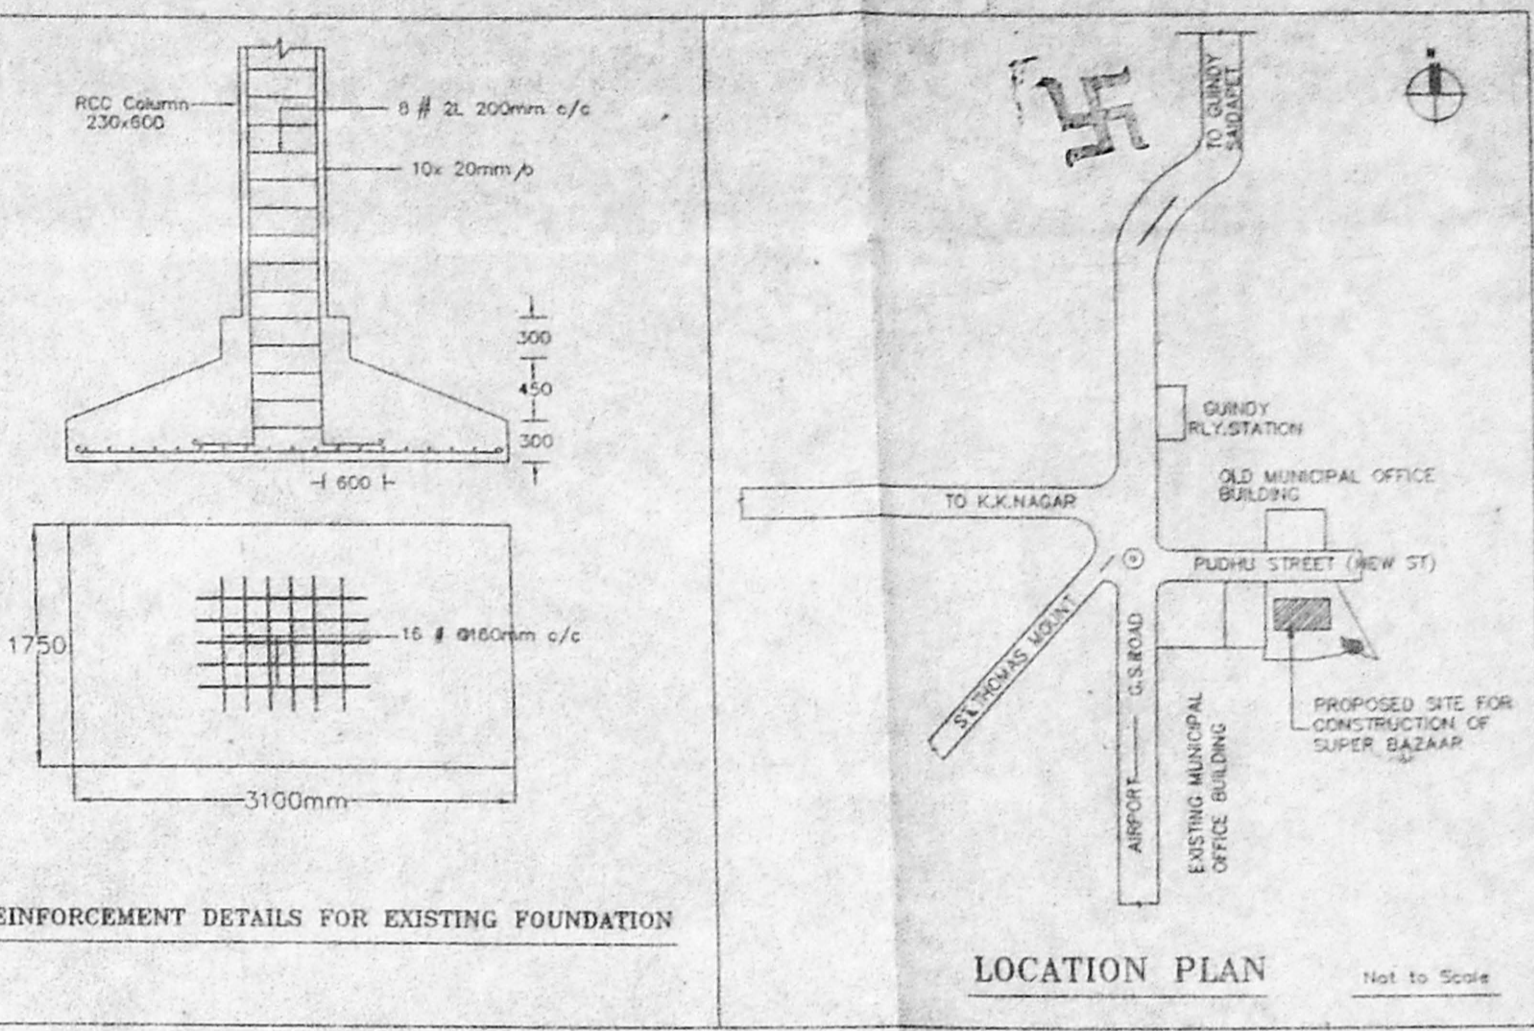 RCC Column
230x600
8 # 2L 200mm c/c
10x 20mm
300
450
300
600
1750
16 # @160mm c/c
3100mm
EINFORCEMENT DETAILS FOR EXISTING FOUNDATION
N
TO GUINDY
SAIDAPET
GUINDY
RLY.STATION
OLD MUNICIPAL OFFICE
BUILDING
TO K.K.NAGAR
PUDHU STREET (NEW ST)
ST.THOMAS MOUNT
G.S.ROAD
AIRPORT
EXISTING MUNICIPAL
OFFICE BUILDING
PROPOSED SITE FOR
CONSTRUCTION OF
SUPER BAZAAR
LOCATION PLAN
Not to Scale